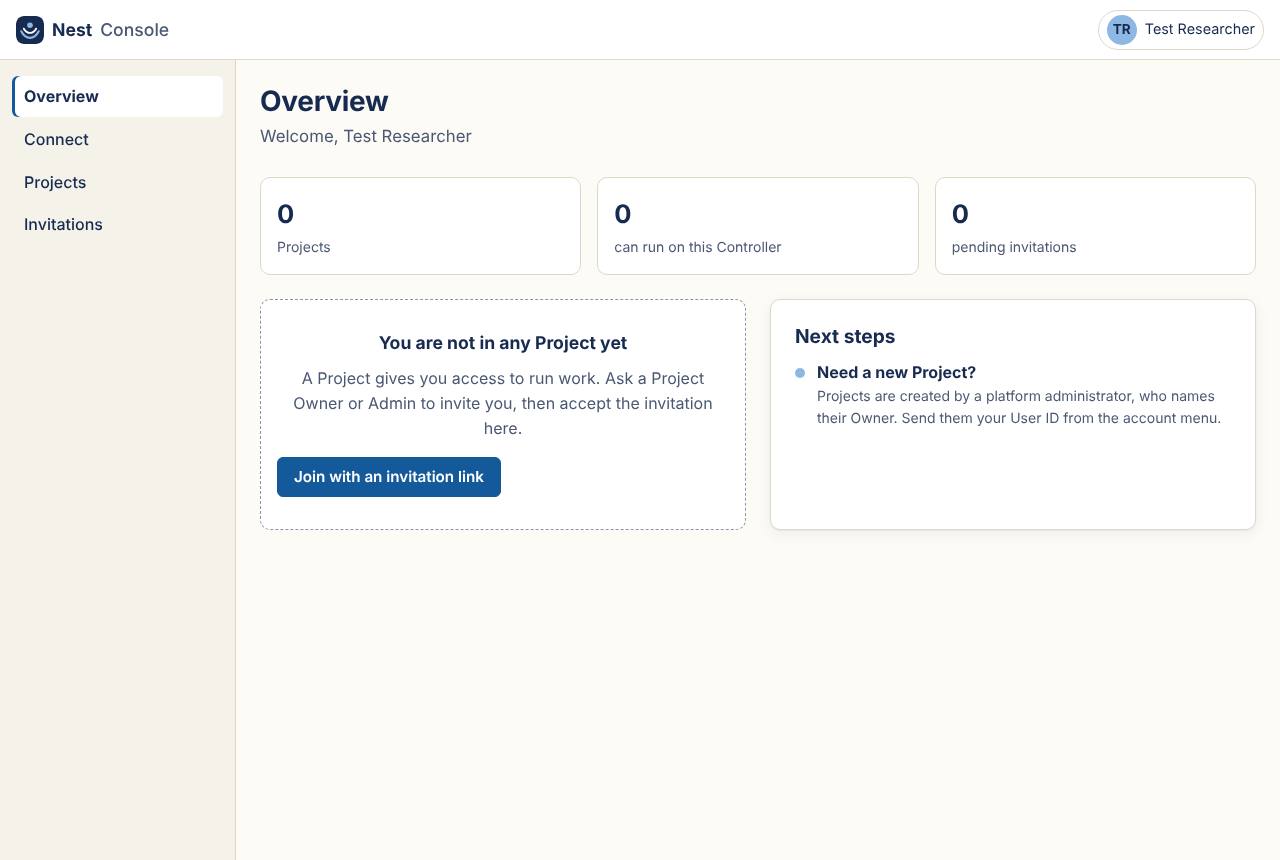 Nest Console
TR Test Researcher
Overview
Connect
Projects
Invitations
Overview
Welcome, Test Researcher
0
Projects
0
can run on this Controller
0
pending invitations
You are not in any Project yet
A Project gives you access to run work. Ask a Project
Owner or Admin to invite you, then accept the invitation
here.
Join with an invitation link
Next steps
Need a new Project?
Projects are created by a platform administrator, who names
their Owner. Send them your User ID from the account menu.